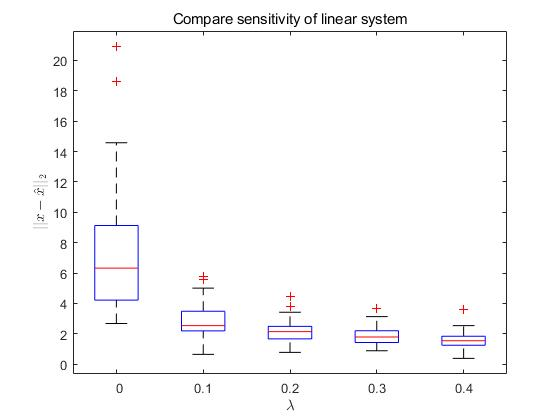 Compare sensitivity of linear system
||x − x̂||₂
20
18
16
14
12
10
8
6
4
2
0
0 0.1 0.2 0.3 0.4
λ